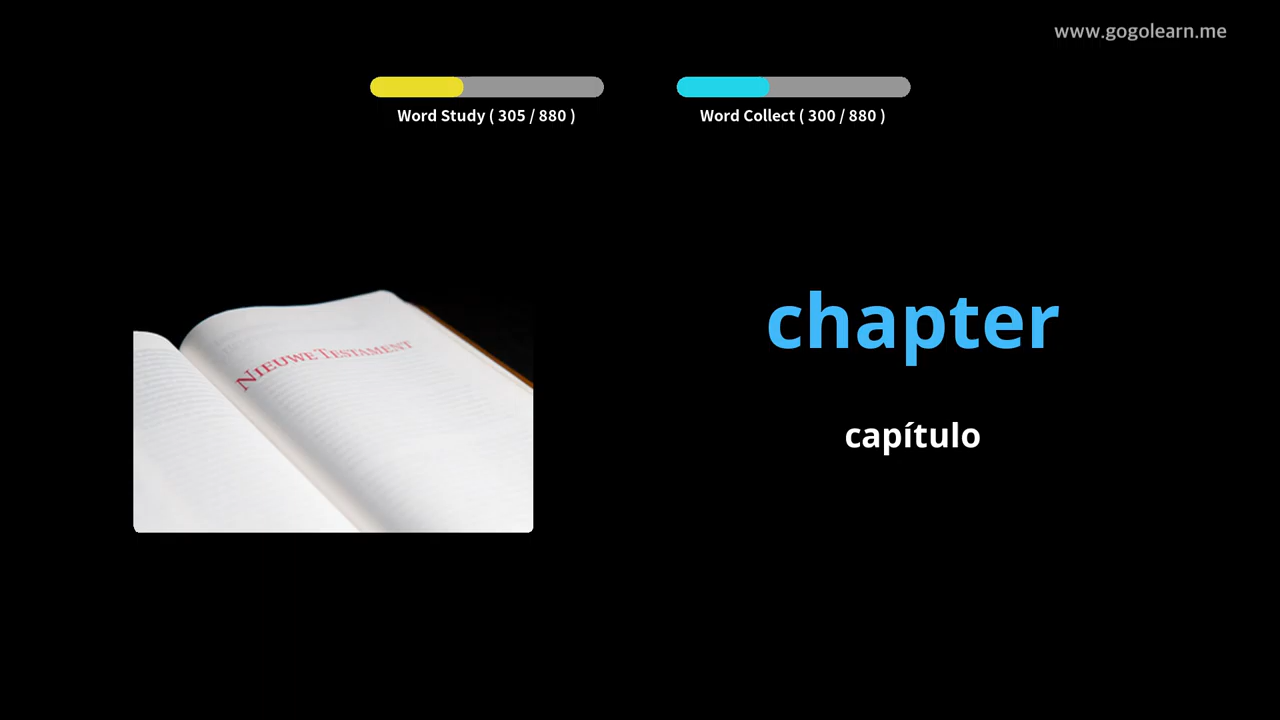 www.gogolearn.me
Word Study ( 305 / 880 )
Word Collect ( 300 / 880 )
NIEUWE TESTAMENT
chapter
capítulo